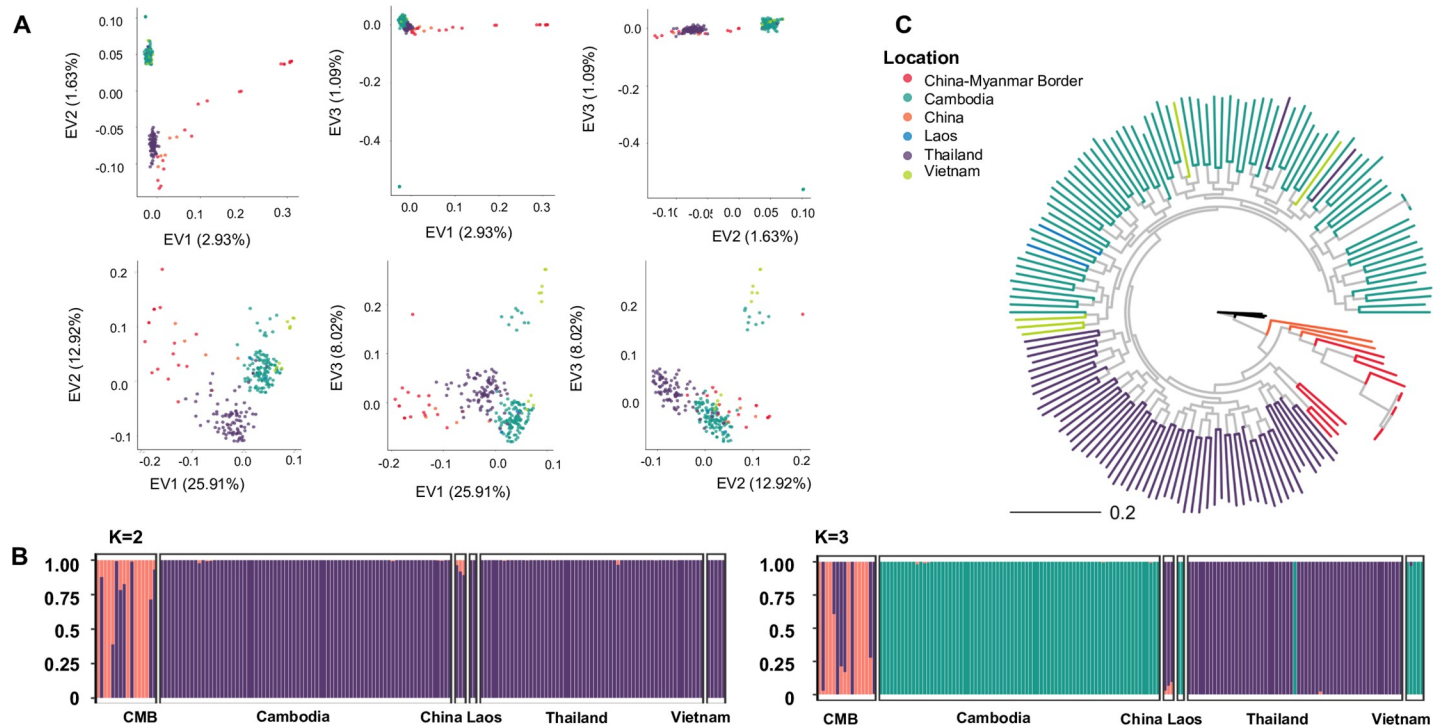 A
EV2 (1.63%)
0.10
0.05
0.00
-0.05
-0.10
0.0 0.1 0.2 0.3
EV1 (2.93%)
EV3 (1.09%)
0.0
-0.2
-0.4
0.0 0.1 0.2 0.3
EV1 (2.93%)
EV3 (1.09%)
0.0
-0.2
-0.4
-0.10 -0.05 0.0 0.05 0.10
EV2 (1.63%)
EV2 (12.92%)
0.2
0.1
0.0
-0.1
-0.2 -0.1 0.0 0.1
EV1 (25.91%)
EV3 (8.02%)
0.2
0.1
0.0
-0.2 -0.1 0.0 0.1
EV1 (25.91%)
EV3 (8.02%)
0.2
0.1
0.0
-0.1 0.0 0.1 0.2
EV2 (12.92%)
C
Location
China-Myanmar Border
Cambodia
China
Laos
Thailand
Vietnam
0.2
B
K=2
1.00
0.75
0.5
0.25
0
CMB Cambodia China Laos Thailand Vietnam
K=3
1.00
0.75
0.5
0.25
0
CMB Cambodia China Laos Thailand Vietnam